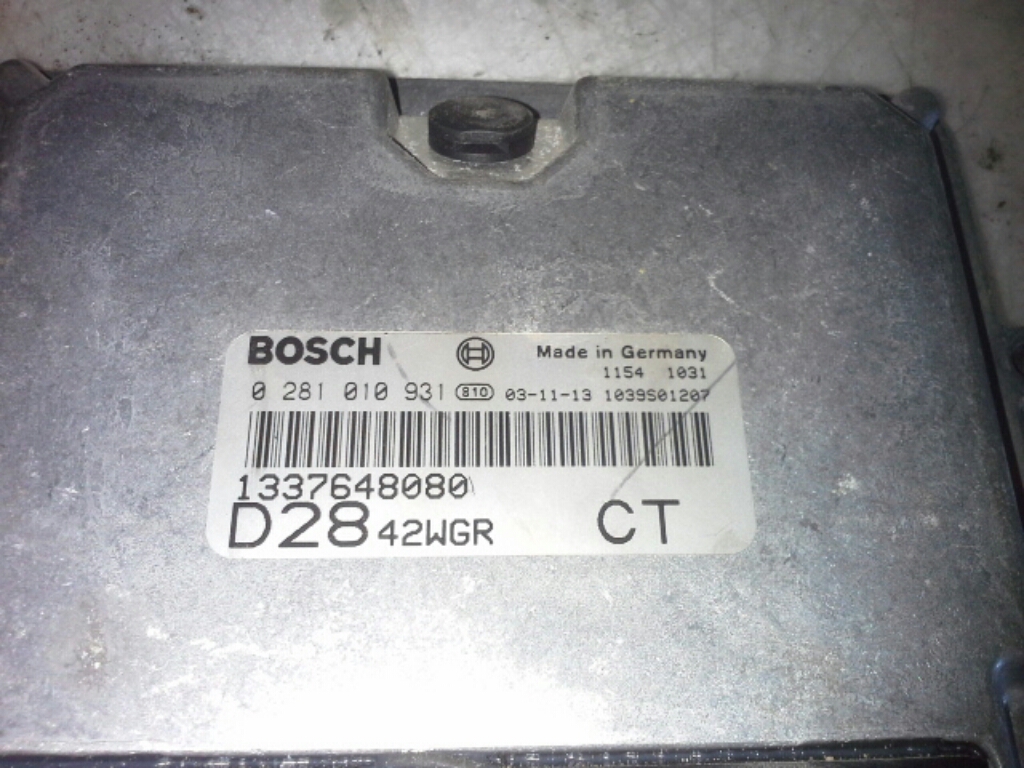 BOSCH Made in Germany
1154 1031
0 281 010 931 810 03-11-13 1039S01207
1337648080
D28 42WGR CT